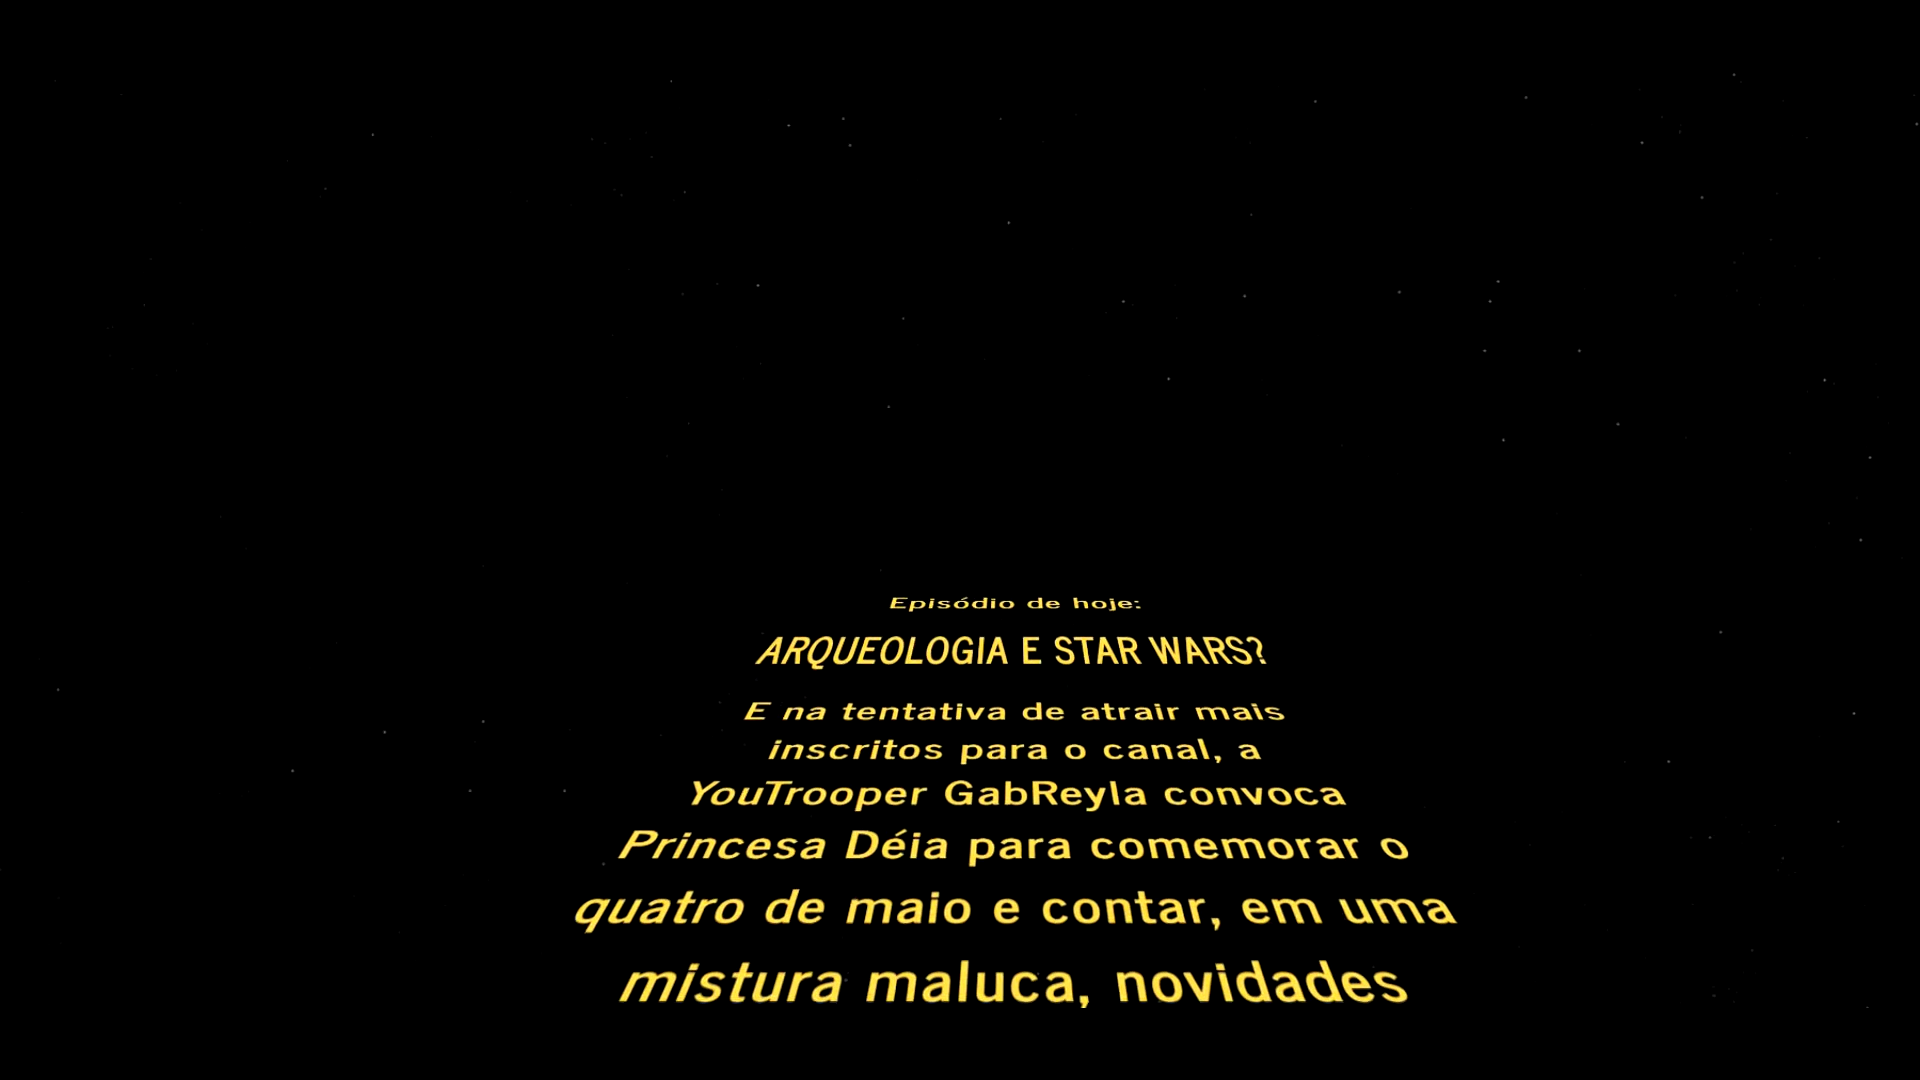 Episódio de hoje:
ARQUEOLOGIA E STAR WARS?
E na tentativa de atrair mais
inscritos para o canal, a
YouTrooper GabReyla convoca
Princesa Déia para comemorar o
quatro de maio e contar, em uma
mistura maluca, novidades